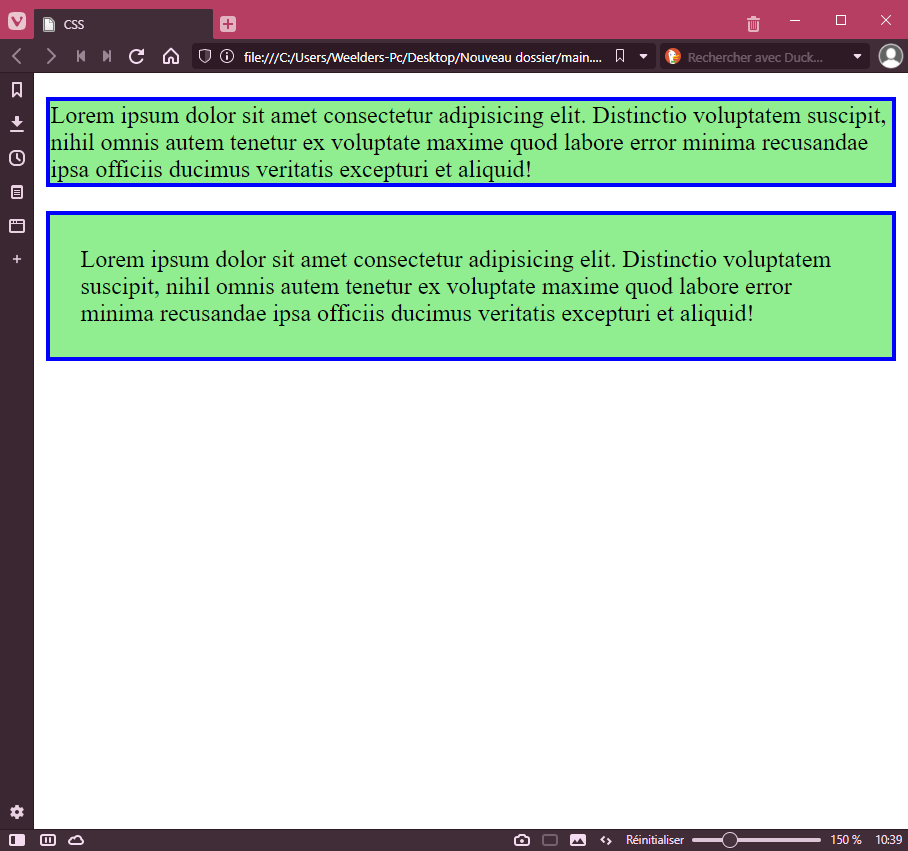 CSS
file:///C:/Users/Weelders-Pc/Desktop/Nouveau dossier/main....
Rechercher avec Duck...
Lorem ipsum dolor sit amet consectetur adipisicing elit. Distinctio voluptatem suscipit,
nihil omnis autem tenetur ex voluptate maxime quod labore error minima recusandae
ipsa officiis ducimus veritatis excepturi et aliquid!
Lorem ipsum dolor sit amet consectetur adipisicing elit. Distinctio voluptatem
suscipit, nihil omnis autem tenetur ex voluptate maxime quod labore error
minima recusandae ipsa officiis ducimus veritatis excepturi et aliquid!
Réinitialiser 150 % 10:39